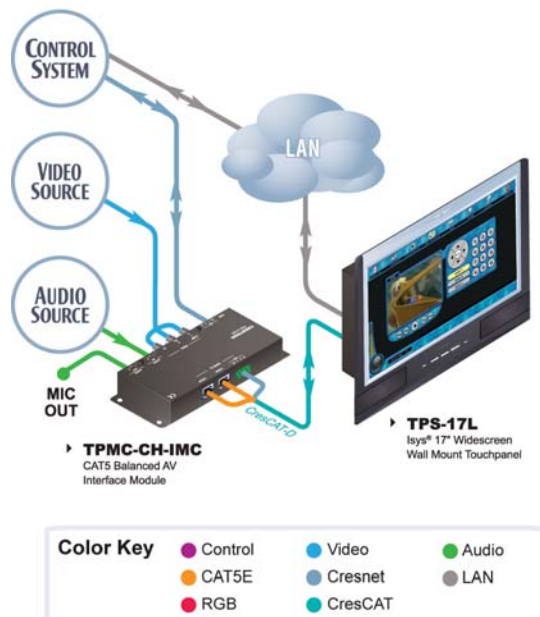 CONTROL
SYSTEM
LAN
VIDEO
SOURCE
AUDIO
SOURCE
MIC
OUT
CresCAT-D
TPMC-CH-IMC
CAT5 Balanced AV
Interface Module
TPS-17L
Isys® 17" Widescreen
Wall Mount Touchpanel
Color Key
Control
Video
Audio
CAT5E
Cresnet
LAN
RGB
CresCAT